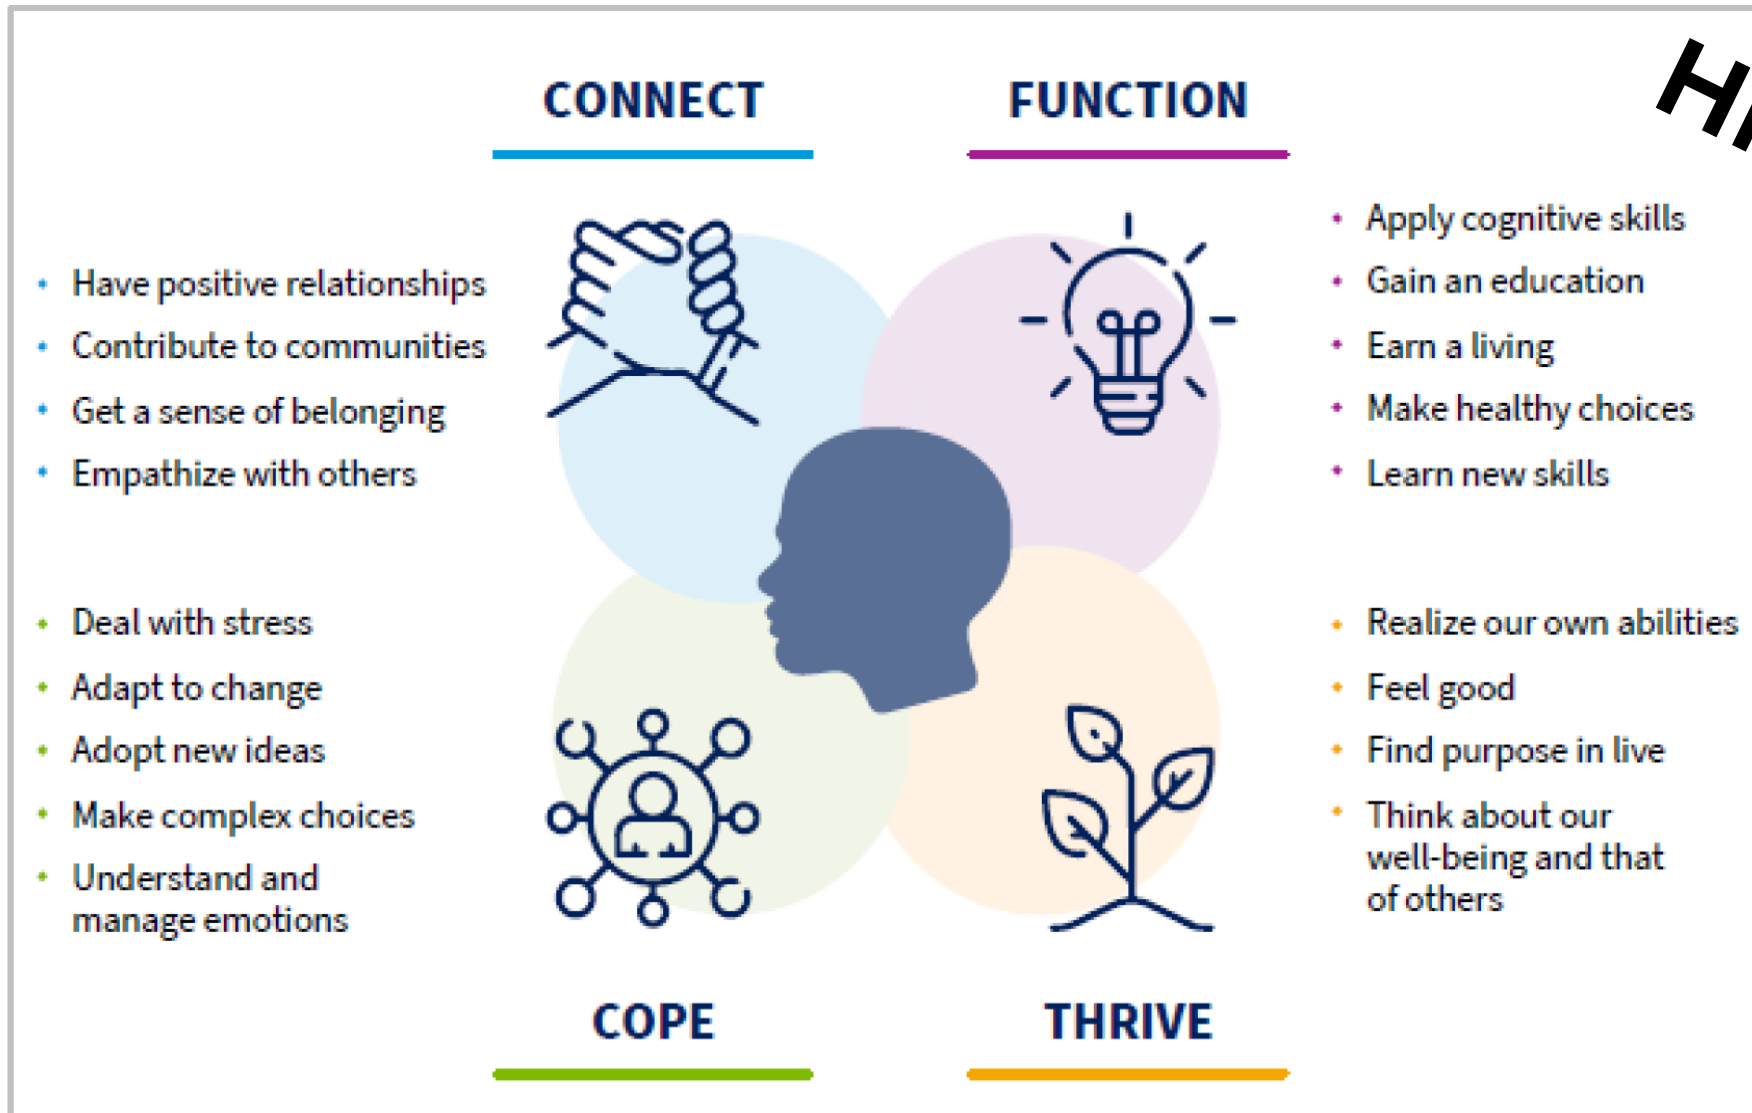 CONNECT
Have positive relationships
Contribute to communities
Get a sense of belonging
Empathize with others
FUNCTION
Apply cognitive skills
Gain an education
Earn a living
Make healthy choices
Learn new skills
Deal with stress
Adapt to change
Adopt new ideas
Make complex choices
Understand and
manage emotions
COPE
Realize our own abilities
Feel good
Find purpose in live
Think about our
well-being and that
of others
THRIVE